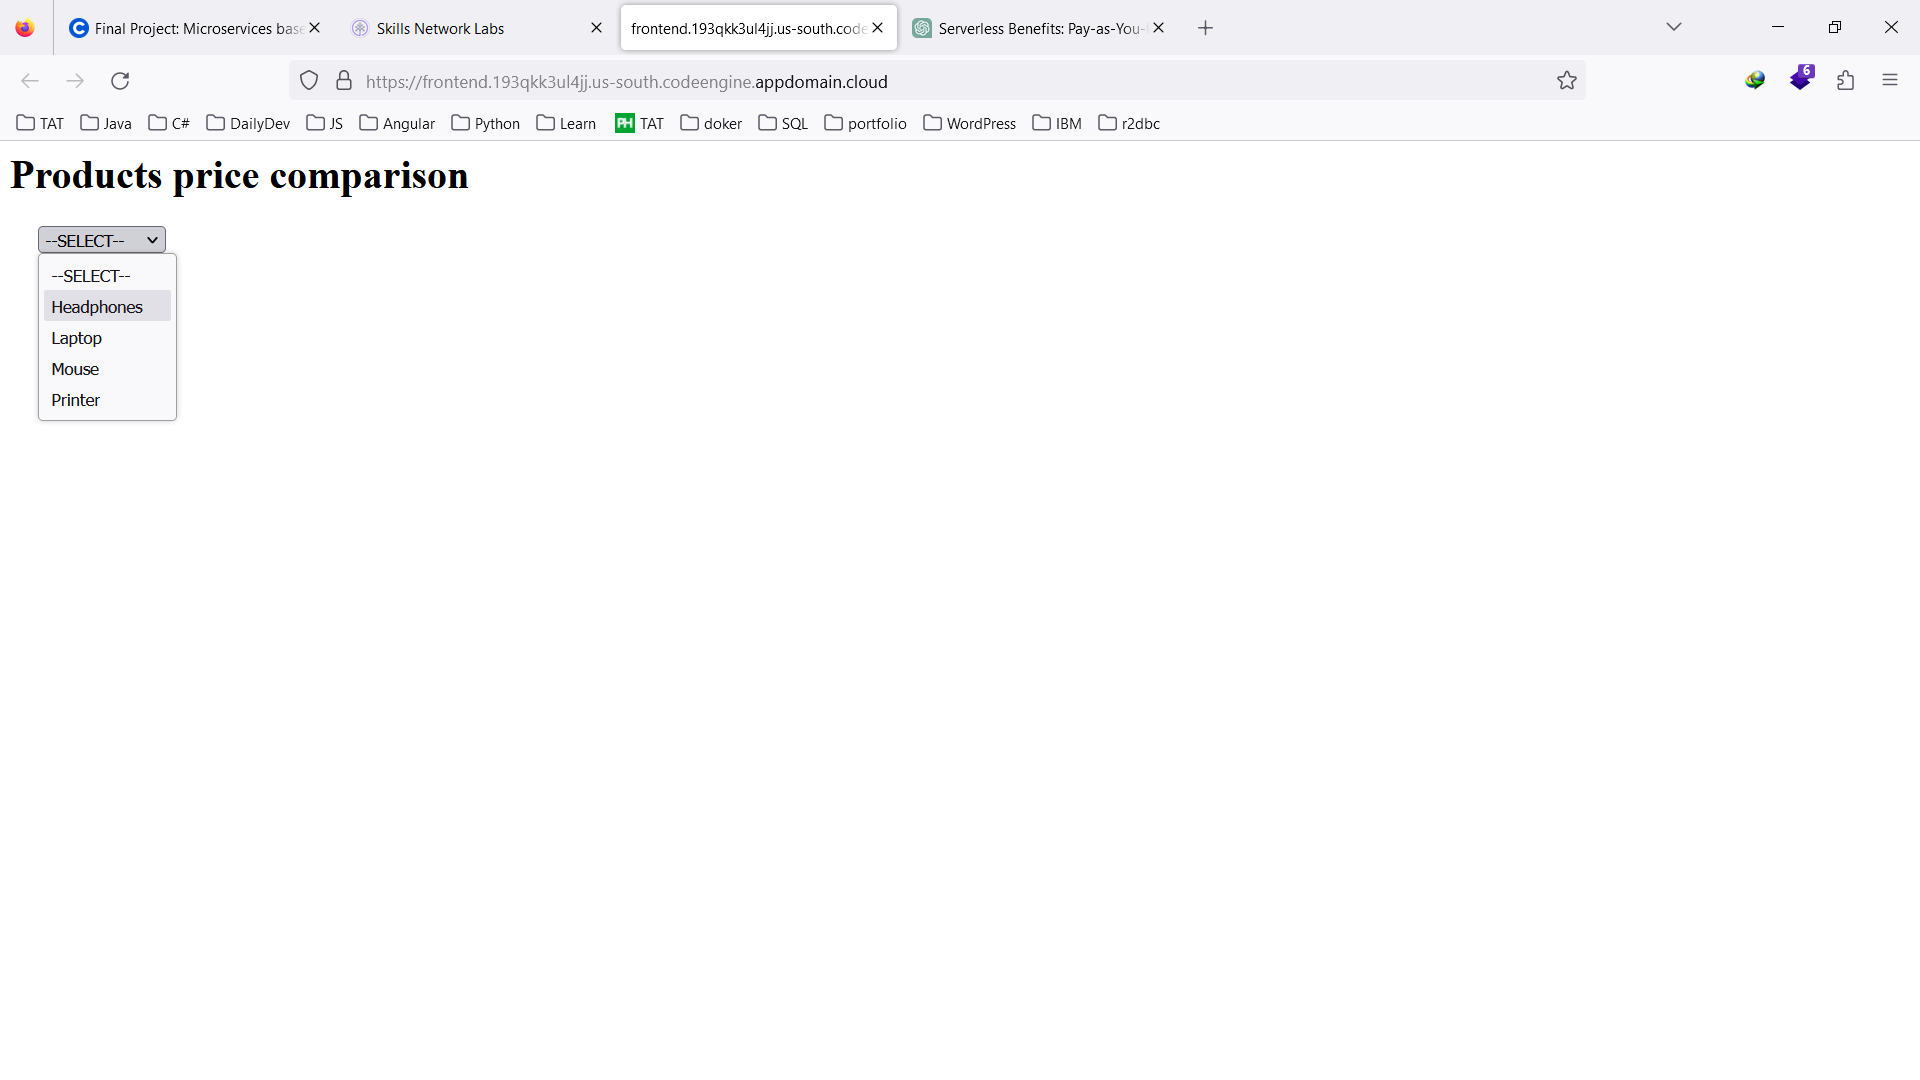 Final Project: Microservices base
Skills Network Labs
frontend.193qkk3ul4jj.us-south.code
Serverless Benefits: Pay-as-You-
https://frontend.193qkk3ul4jj.us-south.codeengine.appdomain.cloud
6
TAT Java C# DailyDev JS Angular Python Learn PH TAT doker SQL portfolio WordPress IBM r2dbc
Products price comparison
--SELECT--
--SELECT--
Headphones
Laptop
Mouse
Printer